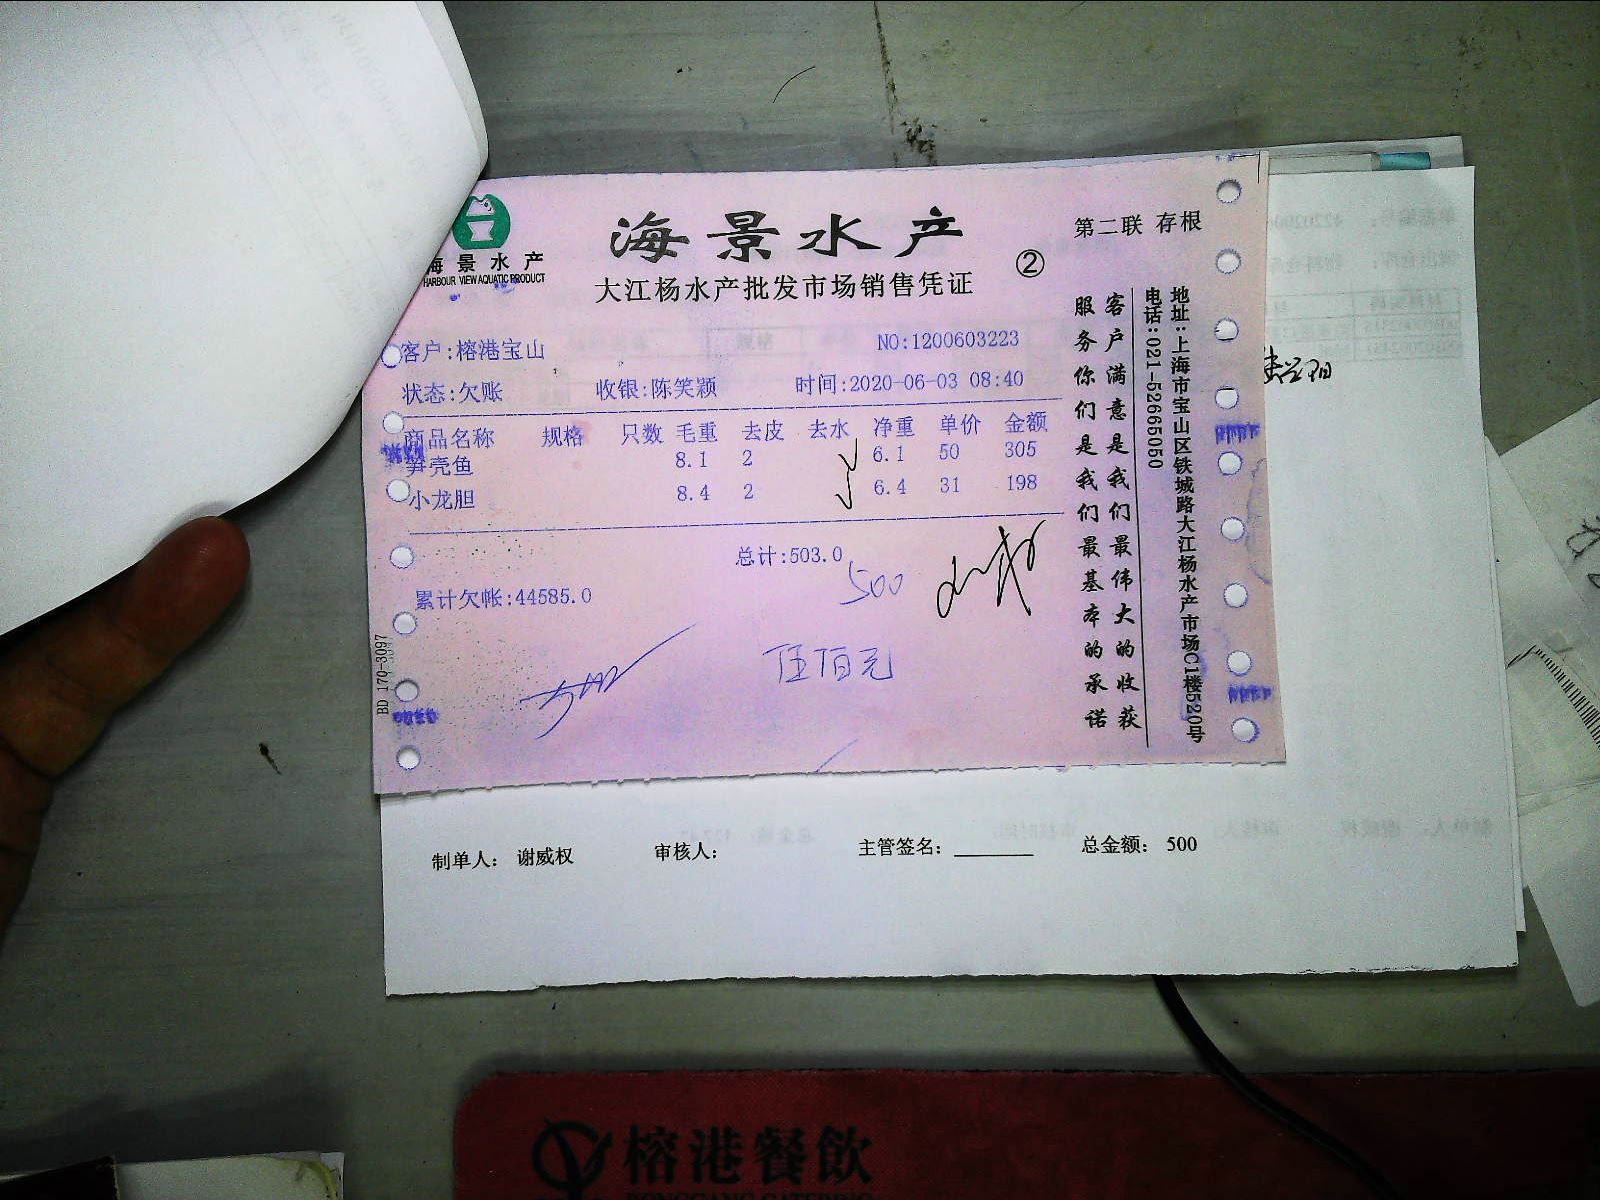 海景水产
HARBOUR VIEW AQUATIC PRODUCT
海景水产
大江杨水产批发市场销售凭证
②
第二联 存根
客户:榕港宝山
NO:1200603223
状态:欠账 收银:陈笑颖 时间:2020-06-03 08:40
商品名称 规格 只数 毛重 去皮 去水 净重 单价 金额
笋壳鱼 8.1 2 6.1 50 305
小龙胆 8.4 2 6.4 31 198
总计:503.0
500
累计欠帐:44585.0
伍佰元
BD 170-3097
客户满意是我们最伟大的收获
服务你们是我们最基本的承诺
地址:上海市宝山区铁城路大江杨水产市场C1楼520号
电话:021-52665050
制单人: 谢威权 审核人: 主管签名: 总金额: 500
榕港餐飲
RONGGANG CATERING